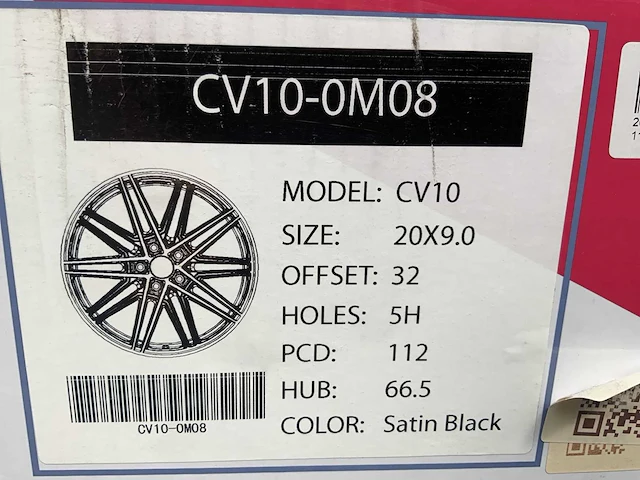 CV10-0M08
MODEL: CV10
SIZE: 20X9.0
OFFSET: 32
HOLES: 5H
PCD: 112
HUB: 66.5
COLOR: Satin Black
CV10-0M08